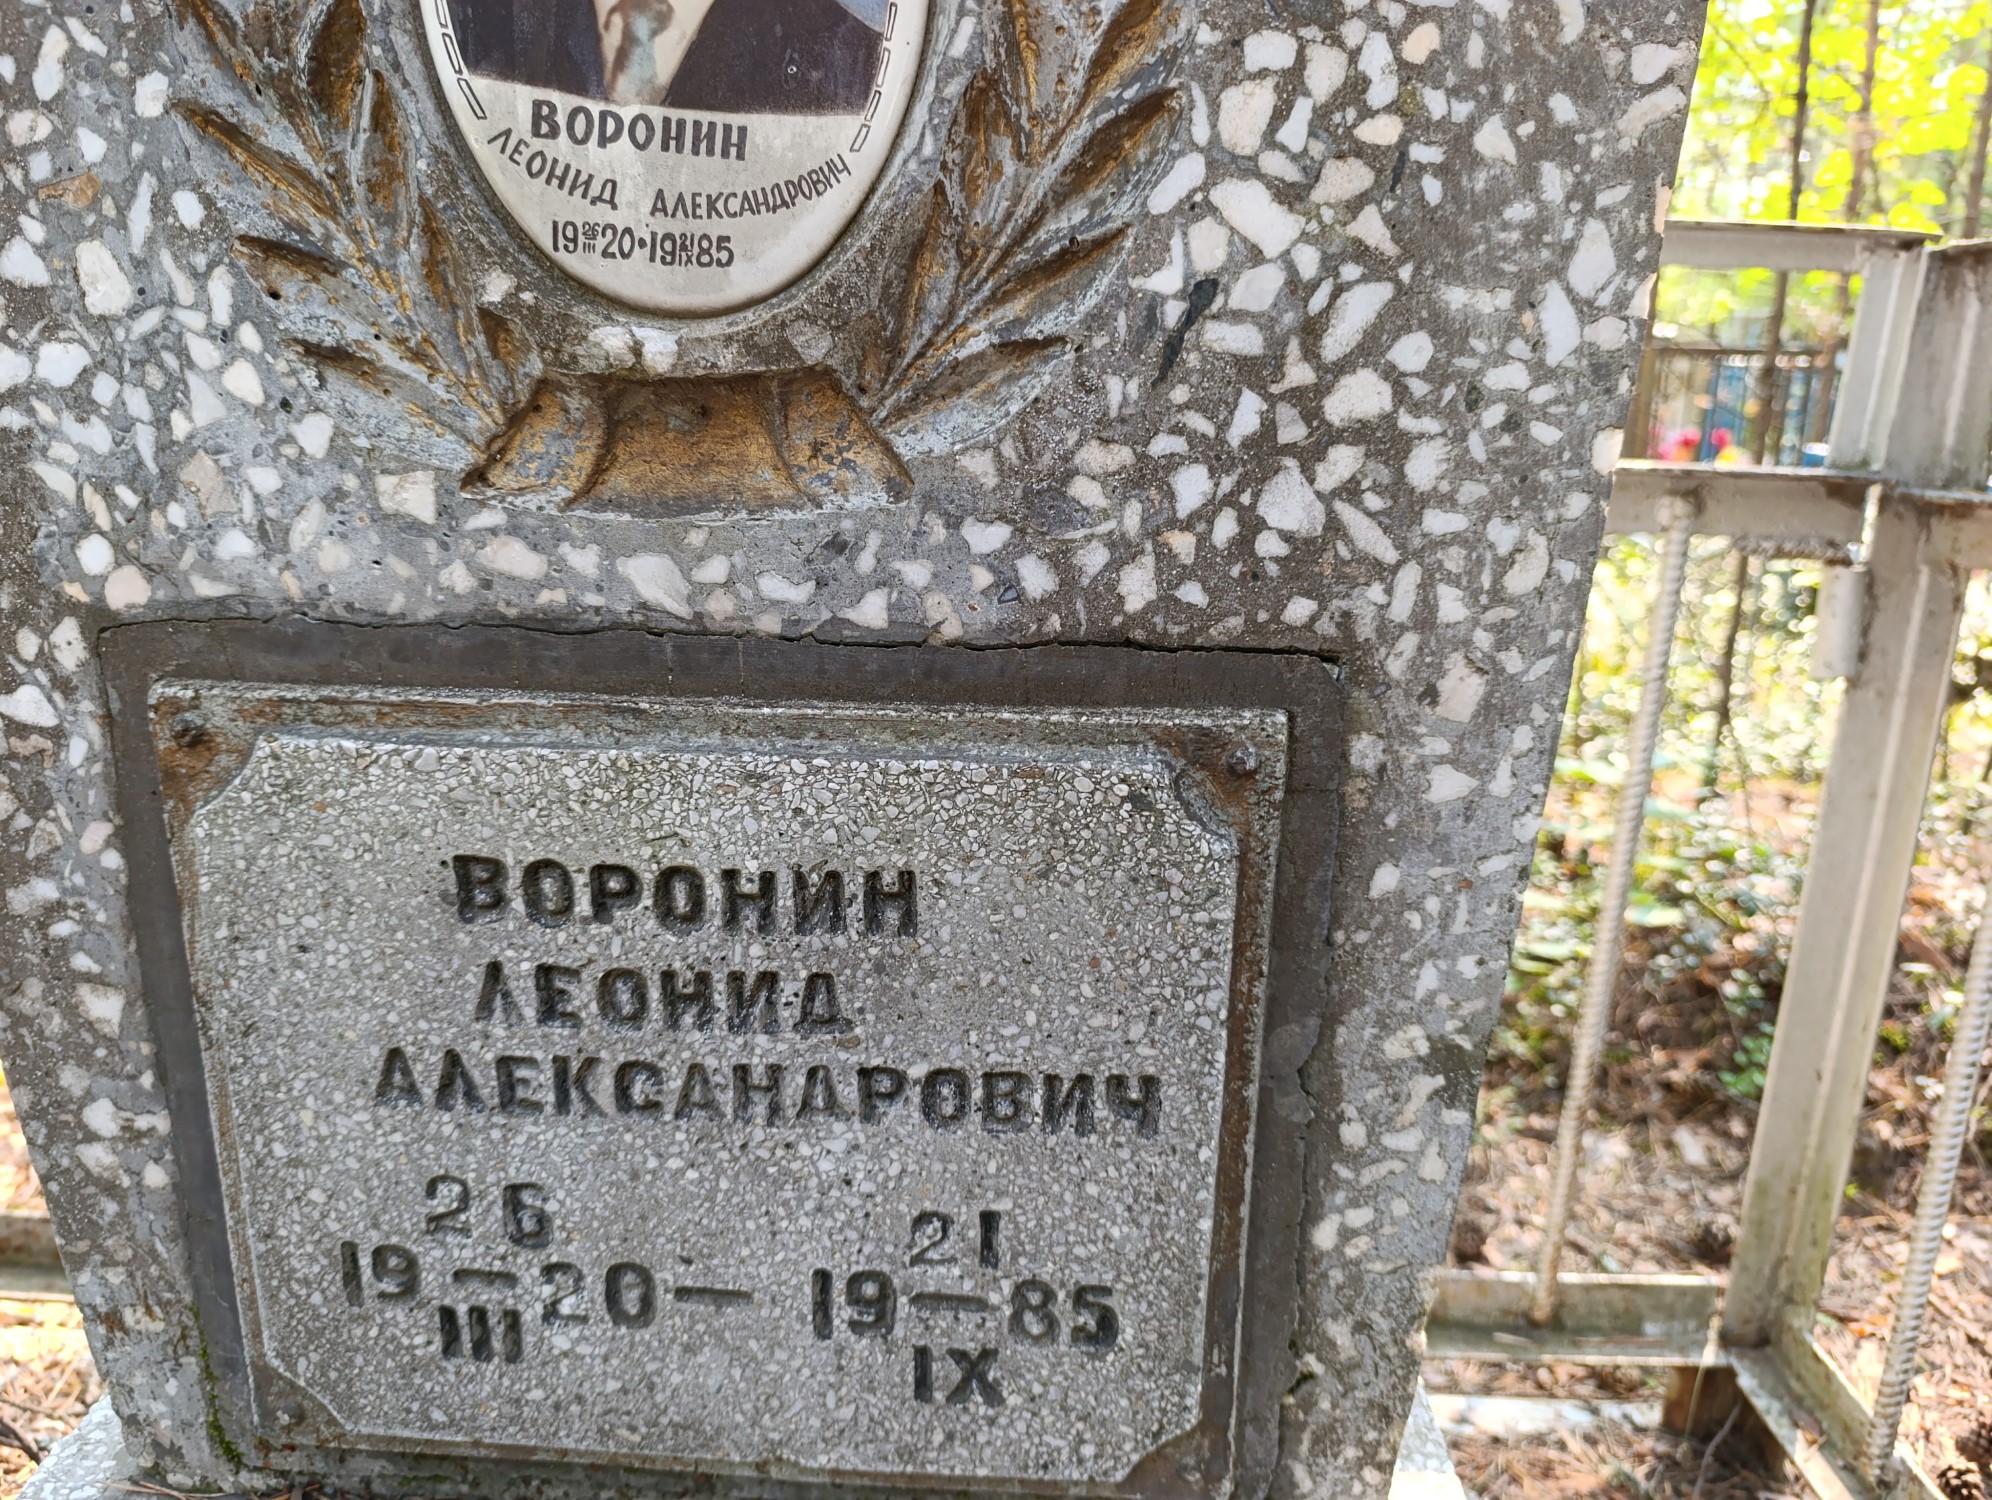 ВОРОНИН
ЛЕОНИД АЛЕКСАНДРОВИЧ
19 26/III 20 · 19 21/IX 85
ВОРОНИН
ЛЕОНИД
АЛЕКСАНДРОВИЧ
26 21
19 — 20 — 19 — 85
III IX